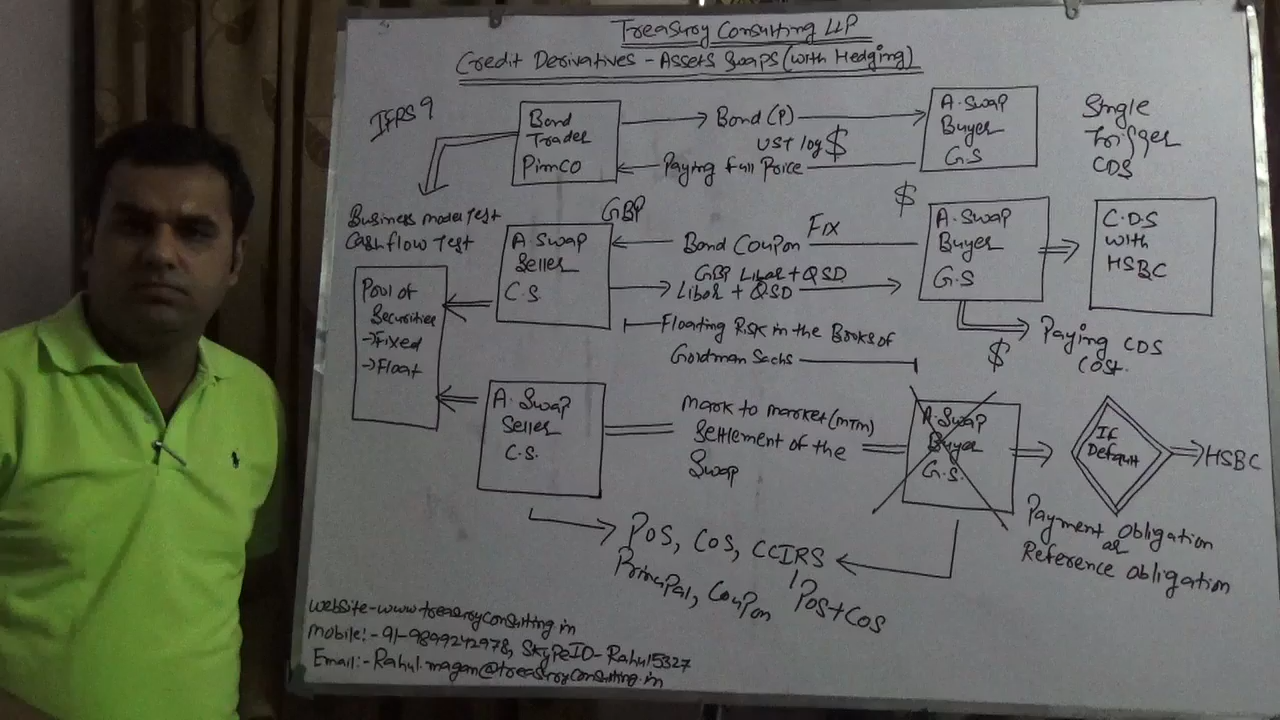 Treasury Consulting LLP
Credit Derivatives - Assets Swaps (with Hedging)
IFRS 9
Bond
Trader
Pimco
Bond (P)
UST 10y $
Paying Full Price
A. Swap
Buyer
G.S
Single
Trigger
CDS
Business model Test
Cash flow Test
GBP
A. Swap
Seller
C.S
Bond Coupon
Fix
GBP Libor + QSD
Libor + QSD
$
A. Swap
Buyer
G.S
C.D.S
with
HSBC
Floating Risk in the Books of
Goldman Sachs
$
Paying CDS
Cost.
Pool of
Securities
→Fixed
→Float
A. Swap
Seller
C.S.
Mark to market (MTM)
Settlement of the
Swap
A. Swap
Buyer
G.S.
If
Default
HSBC
Payment Obligation
or
Reference Obligation
POS, COS, CCIRS
Principal, Coupon
POS+COS
Website-www.treasuryconsulting.in
Mobile:- 91-9899242978, SkypeID-Rahul5327
Email:- Rahul.magan@treasuryconsulting.in